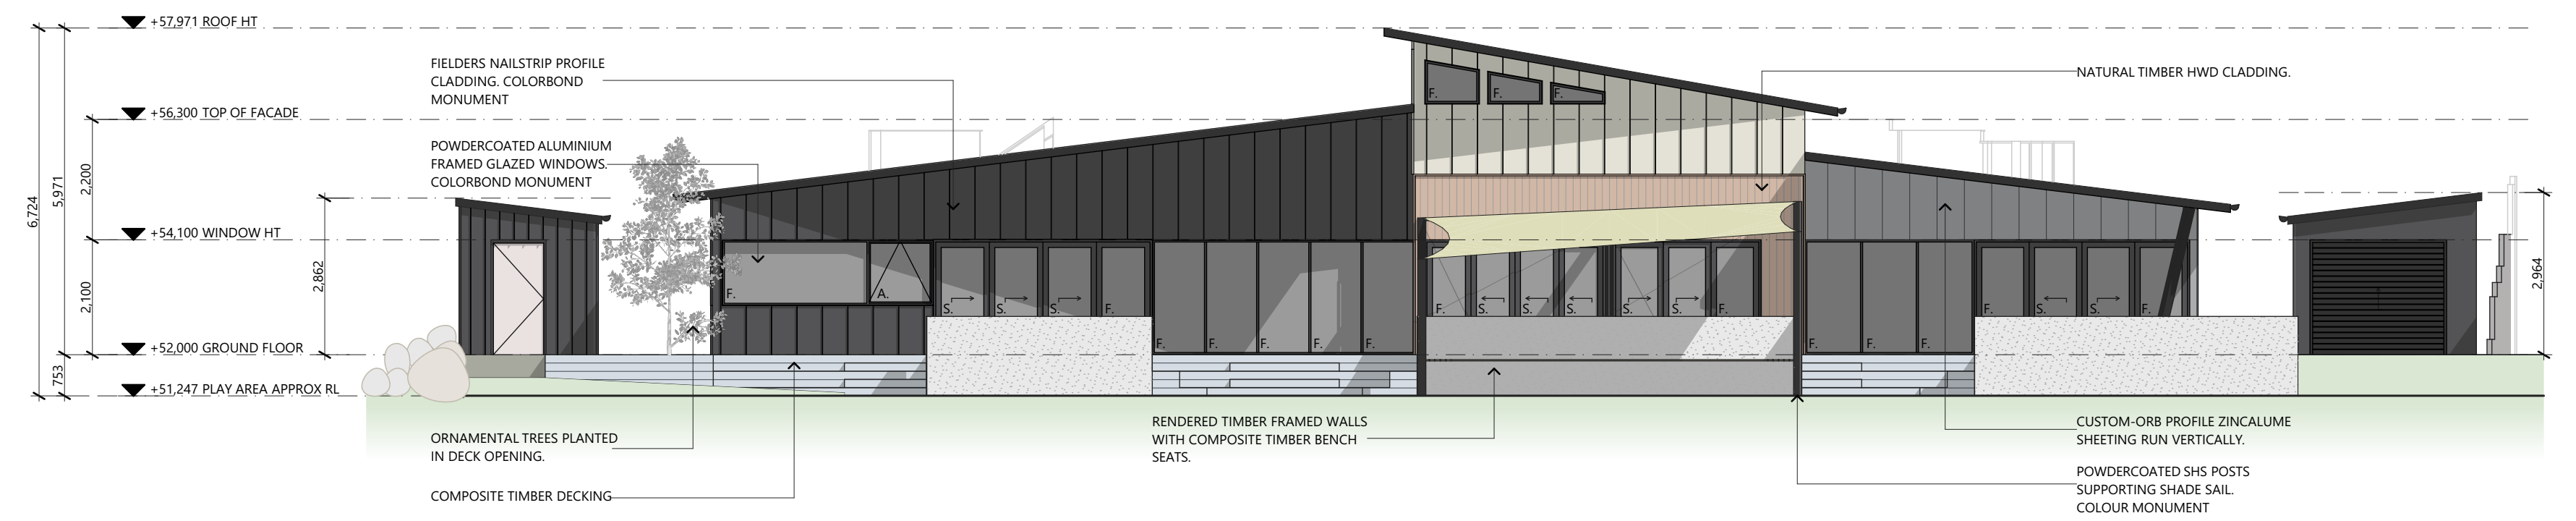 +57,971 ROOF HT
+56,300 TOP OF FACADE
+54,100 WINDOW HT
+52,000 GROUND FLOOR
+51,247 PLAY AREA APPROX RL
6,724
5,971
2,200
2,100
753
2,862
FIELDERS NAILSTRIP PROFILE
CLADDING. COLORBOND
MONUMENT
POWDERCOATED ALUMINIUM
FRAMED GLAZED WINDOWS.
COLORBOND MONUMENT
NATURAL TIMBER HWD CLADDING.
F.
F.
F.
F.
A.
S.
S.
S.
F.
F.
F.
F.
F.
F.
F.
S.
S.
S.
S.
S.
F.
F.
F.
F.
F.
S.
S.
F.
2,964
ORNAMENTAL TREES PLANTED
IN DECK OPENING.
COMPOSITE TIMBER DECKING
RENDERED TIMBER FRAMED WALLS
WITH COMPOSITE TIMBER BENCH
SEATS.
CUSTOM-ORB PROFILE ZINCALUME
SHEETING RUN VERTICALLY.
POWDERCOATED SHS POSTS
SUPPORTING SHADE SAIL.
COLOUR MONUMENT